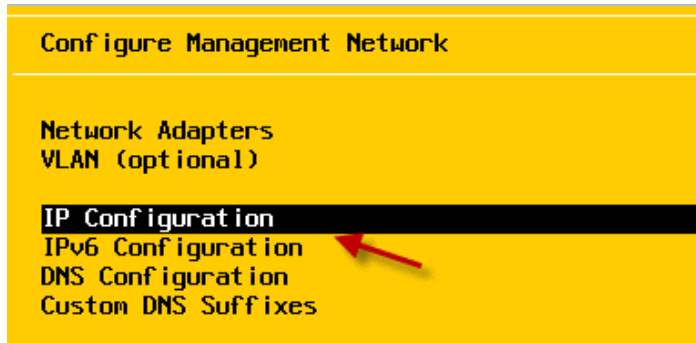 Configure Management Network
Network Adapters
VLAN (optional)
IP Configuration
IPv6 Configuration
DNS Configuration
Custom DNS Suffixes